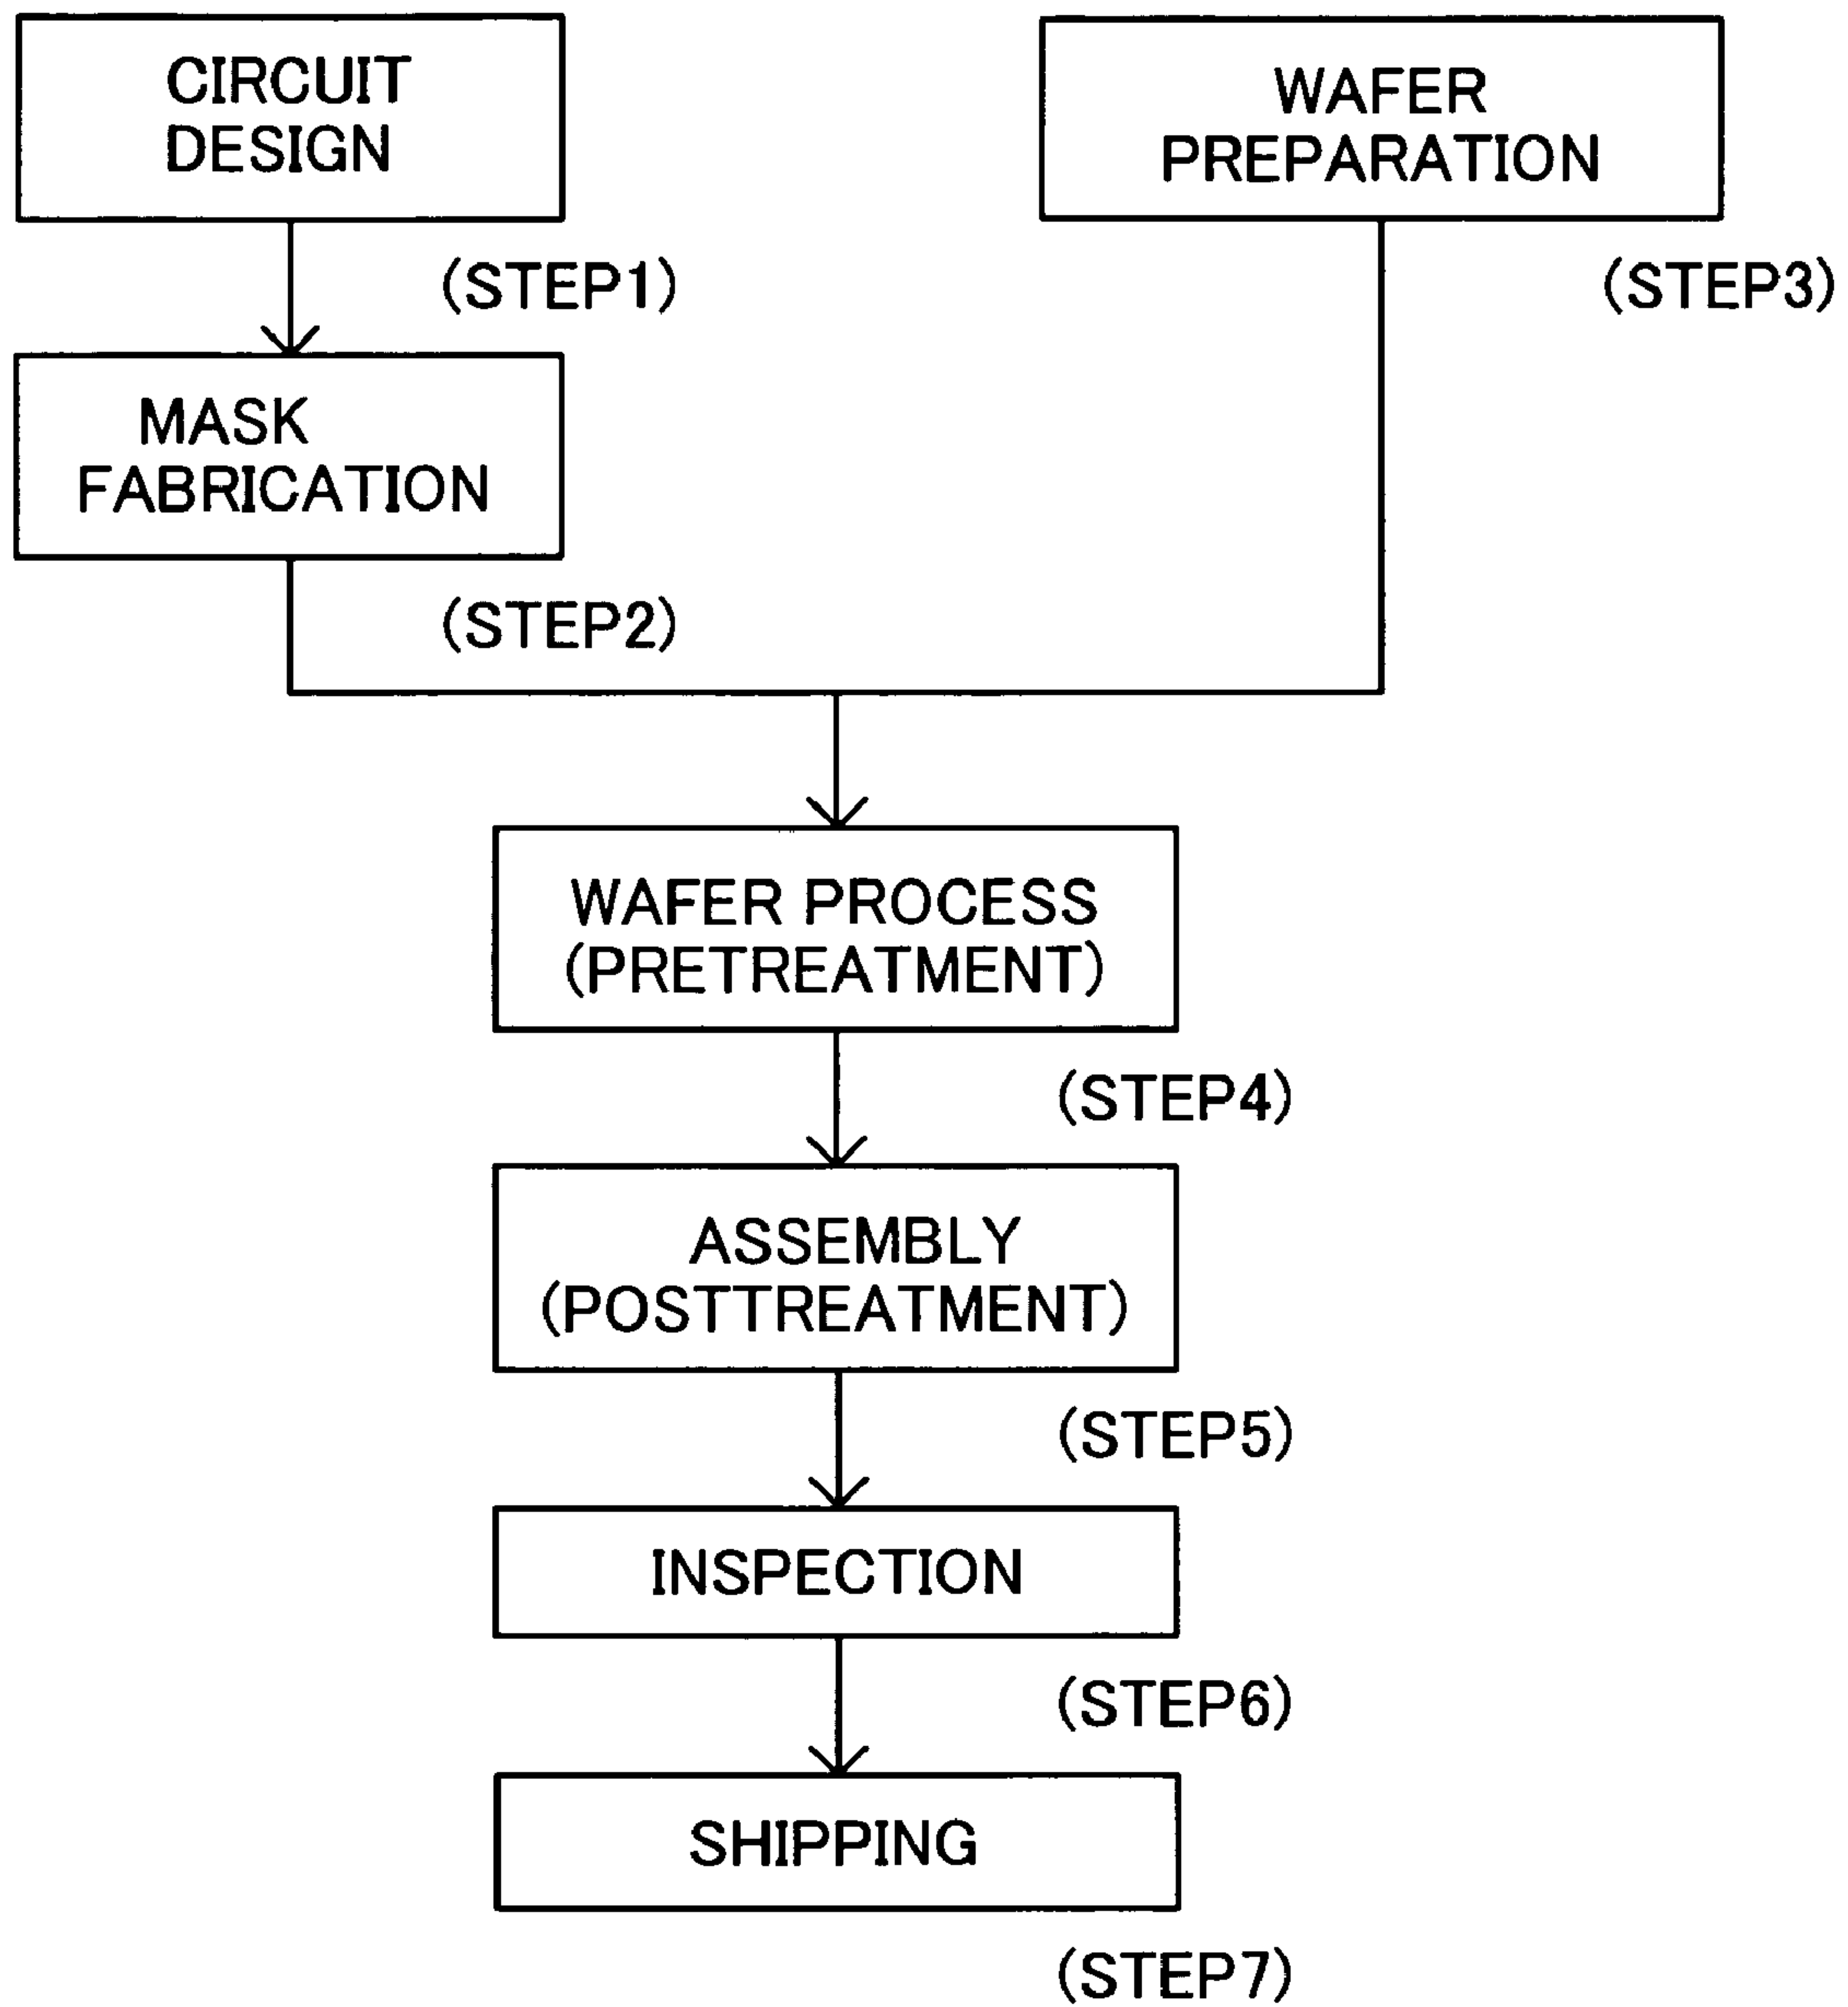 CIRCUIT
DESIGN
(STEP1)
MASK
FABRICATION
(STEP2)
WAFER
PREPARATION
(STEP3)
WAFER PROCESS
(PRETREATMENT)
(STEP4)
ASSEMBLY
(POSTTREATMENT)
(STEP5)
INSPECTION
(STEP6)
SHIPPING
(STEP7)